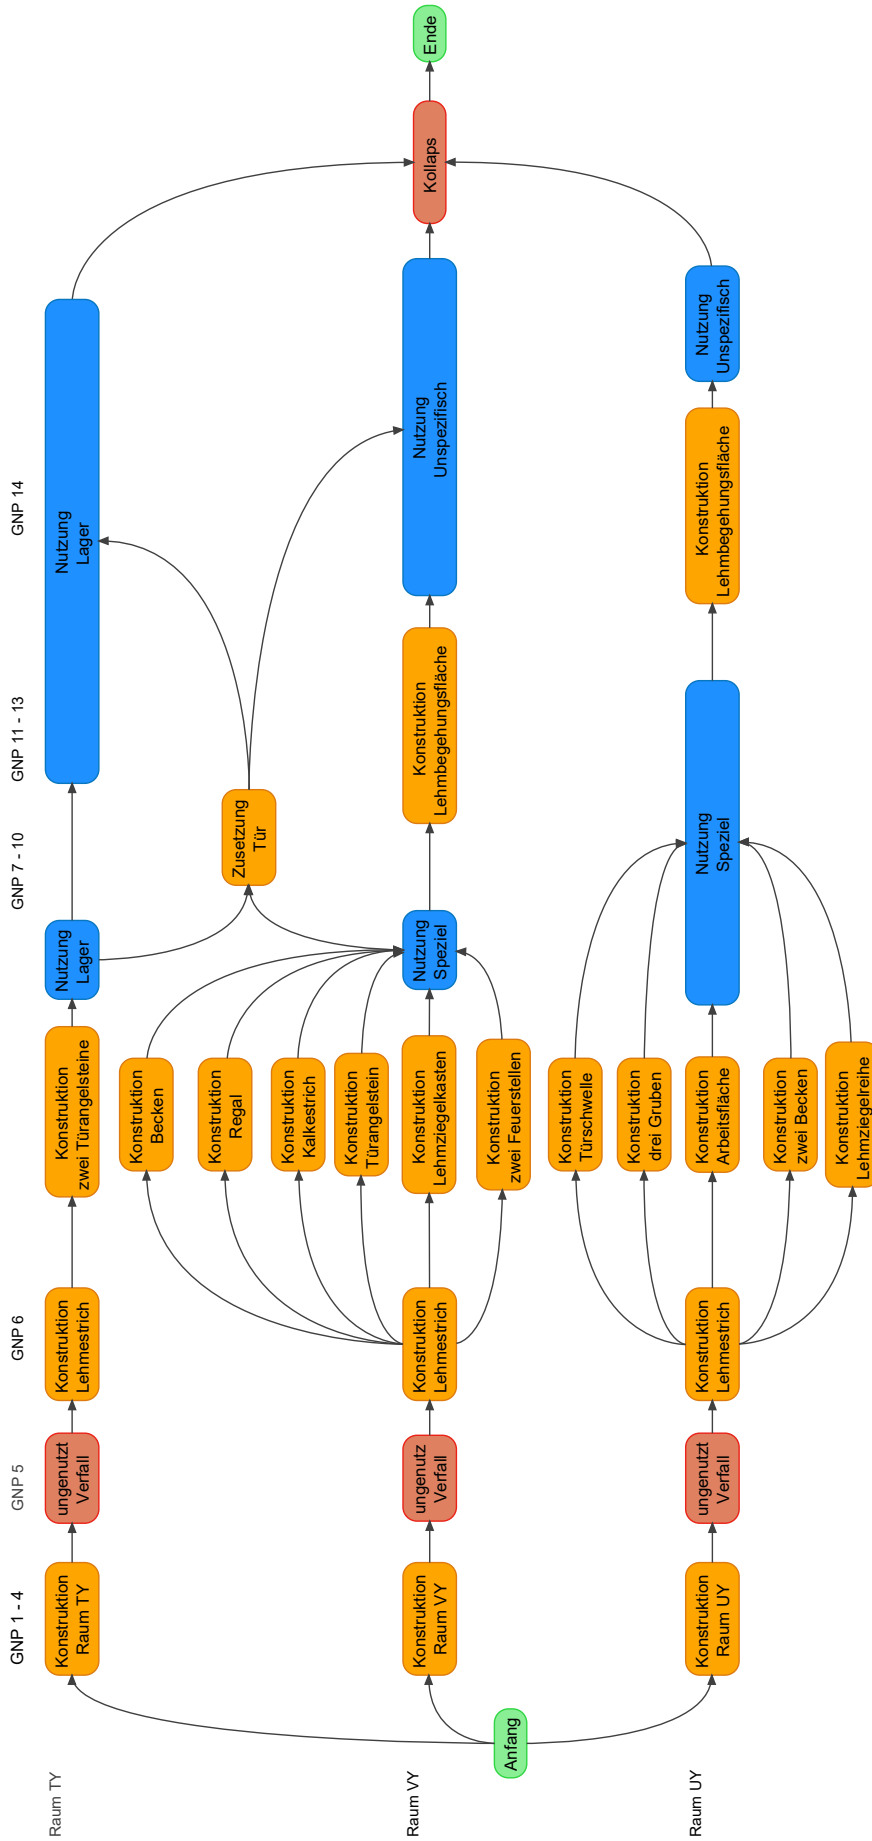 GNP 1 - 4
GNP 5
GNP 6
GNP 7 - 10
GNP 11 - 13
GNP 14
Raum TY
Konstruktion
Raum TY
ungenutzt
Verfall
Konstruktion
Lehmestrich
Konstruktion
zwei Türangelsteine
Nutzung
Lager
Nutzung
Lager
Zusetzung
Tür
Konstruktion
Becken
Konstruktion
Regal
Konstruktion
Kalkestrich
Konstruktion
Türangelstein
Raum VY
Konstruktion
Raum VY
ungenutz
Verfall
Konstruktion
Lehmestrich
Konstruktion
Lehmziegelkasten
Nutzung
Speziel
Konstruktion
Lehmbegehungsfläche
Nutzung
Unspezifisch
Kollaps
Ende
Konstruktion
zwei Feuerstellen
Anfang
Konstruktion
Türschwelle
Konstruktion
drei Gruben
Raum UY
Konstruktion
Raum UY
ungenutzt
Verfall
Konstruktion
Lehmestrich
Konstruktion
Arbeitsfläche
Nutzung
Speziel
Konstruktion
Lehmbegehungsfläche
Nutzung
Unspezifisch
Konstruktion
zwei Becken
Konstruktion
Lehmziegelreihe